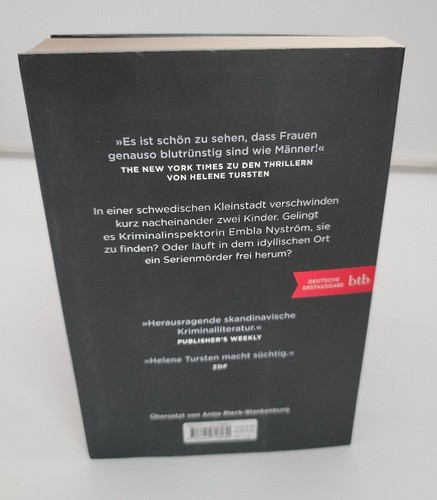 »Es ist schön zu sehen, dass Frauen
genauso blutrünstig sind wie Männer!«
THE NEW YORK TIMES ZU DEN THRILLERN
VON HELENE TURSTEN
In einer schwedischen Kleinstadt verschwinden
kurz nacheinander zwei Kinder. Gelingt
es Kriminalinspektorin Embla Nyström, sie
zu finden? Oder läuft in dem idyllischen Ort
ein Serienmörder frei herum?
DEUTSCHE
ERSTAUSGABE
btb
»Herausragende skandinavische
Kriminalliteratur.«
PUBLISHER'S WEEKLY
»Helene Tursten macht süchtig.«
ZDF
Übersetzt von Antje Rieck-Blankenburg